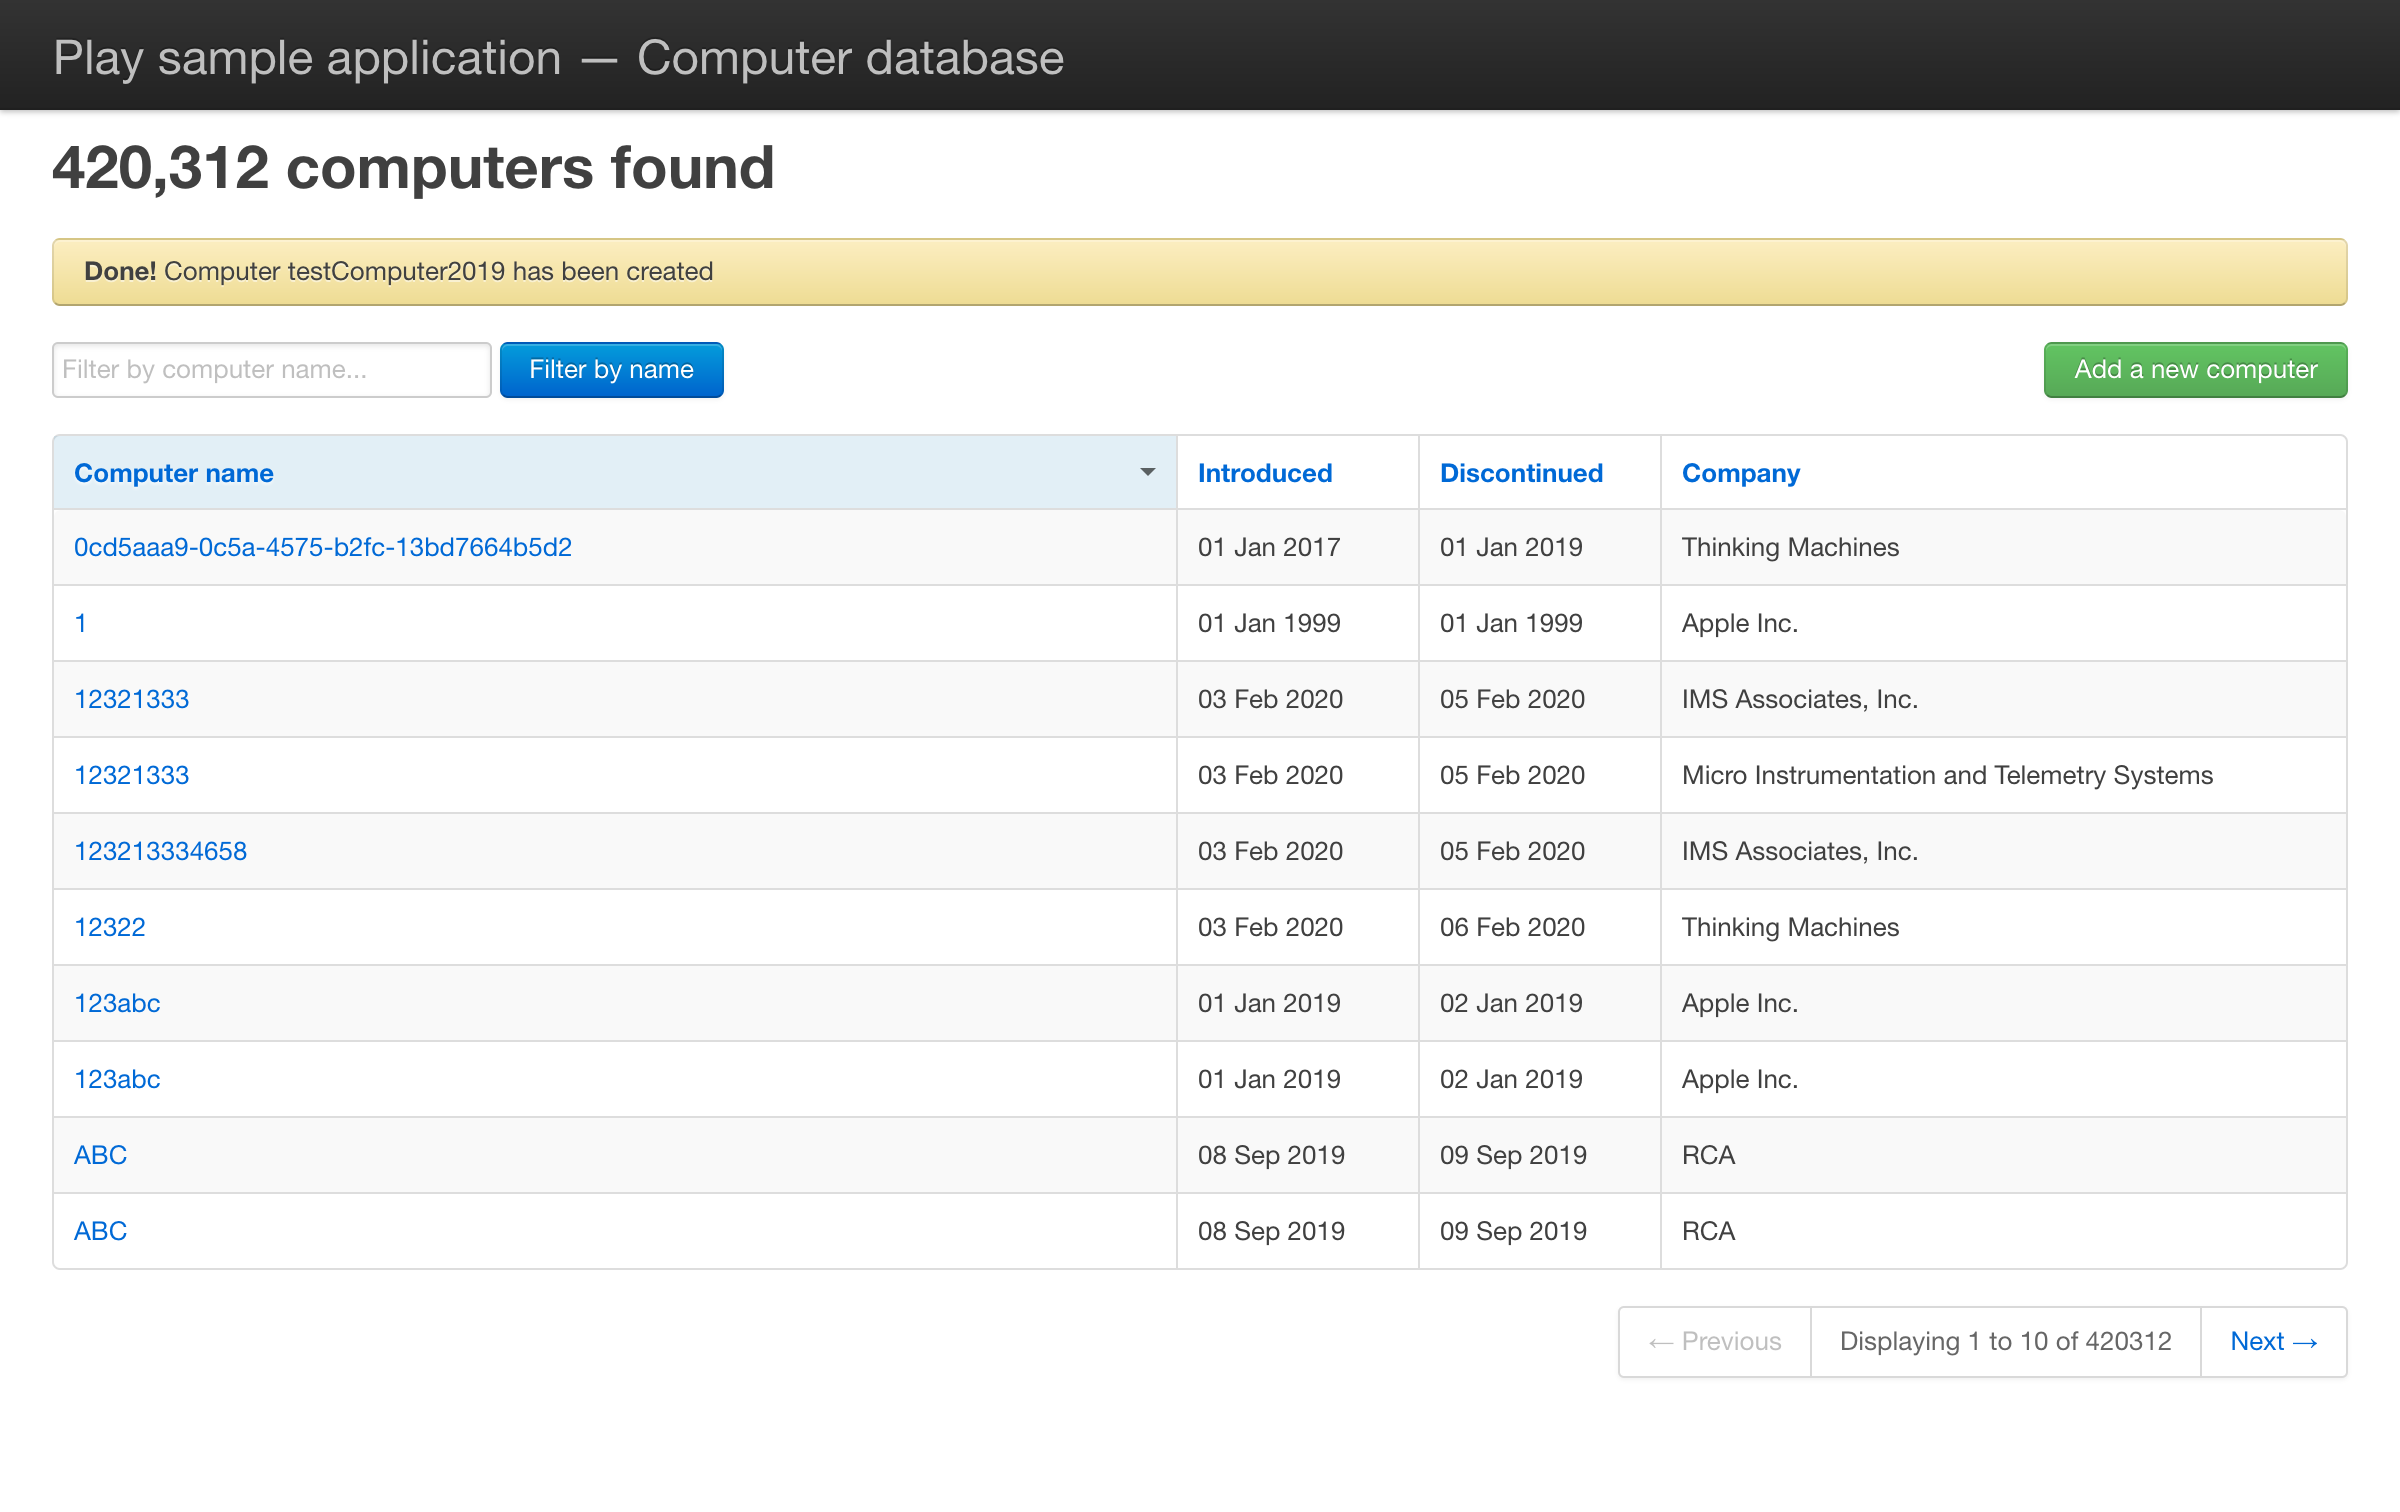 Play sample application — Computer database
420,312 computers found
Done! Computer testComputer2019 has been created
Filter by computer name... Filter by name Add a new computer
Computer name Introduced Discontinued Company
0cd5aaa9-0c5a-4575-b2fc-13bd7664b5d2 01 Jan 2017 01 Jan 2019 Thinking Machines
1 01 Jan 1999 01 Jan 1999 Apple Inc.
12321333 03 Feb 2020 05 Feb 2020 IMS Associates, Inc.
12321333 03 Feb 2020 05 Feb 2020 Micro Instrumentation and Telemetry Systems
123213334658 03 Feb 2020 05 Feb 2020 IMS Associates, Inc.
12322 03 Feb 2020 06 Feb 2020 Thinking Machines
123abc 01 Jan 2019 02 Jan 2019 Apple Inc.
123abc 01 Jan 2019 02 Jan 2019 Apple Inc.
ABC 08 Sep 2019 09 Sep 2019 RCA
ABC 08 Sep 2019 09 Sep 2019 RCA
← Previous Displaying 1 to 10 of 420312 Next →